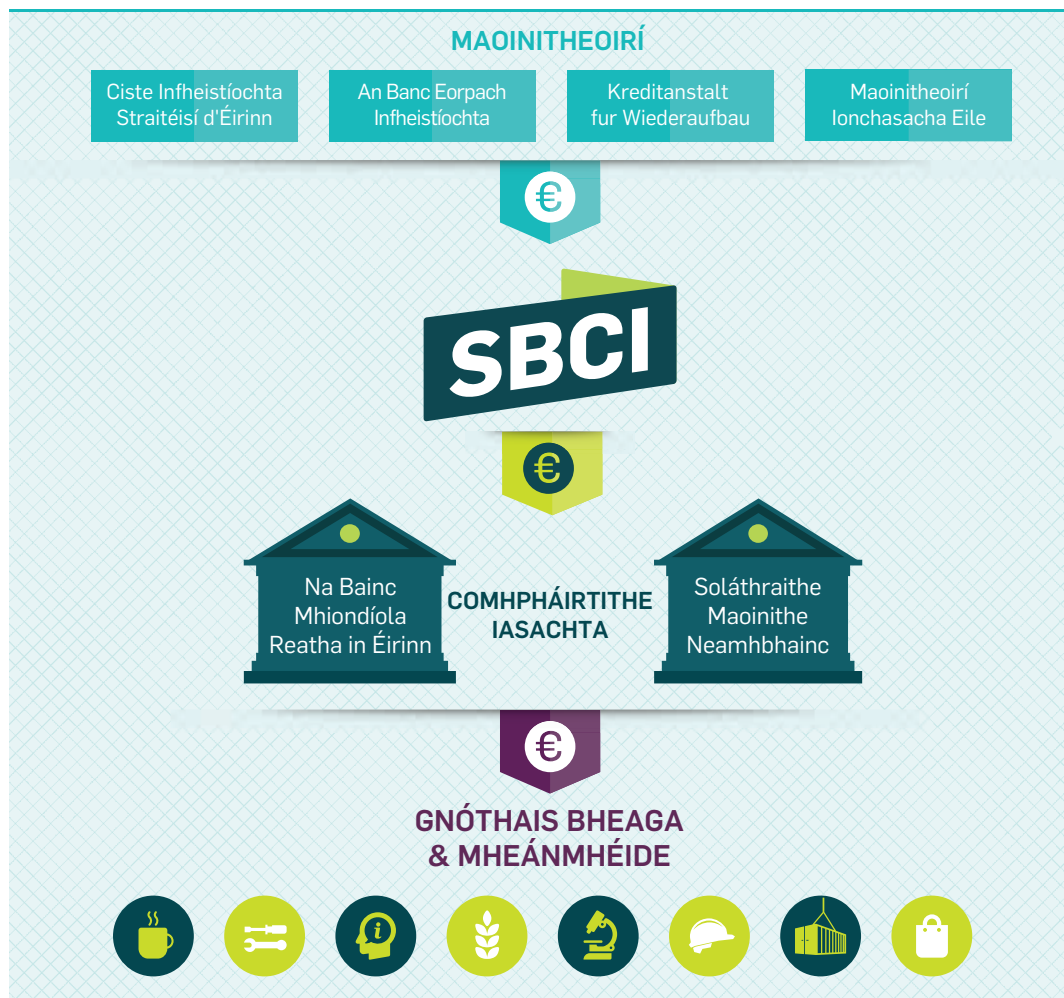 MAOINITHEOIRÍ
Ciste Infheistíochta
Straitéisí d'Éirinn
An Banc Eorpach
Infheistíochta
Kreditanstalt
fur Wiederaufbau
Maoinitheoirí
Ionchasacha Eile
€
SBCI
€
Na Bainc
Mhiondíola
Reatha in Éirinn
COMHPHÁIRTITHE
IASACHTA
Soláthraithe
Maoinithe
Neamhbhainc
€
GNÓTHAIS BHEAGA
& MHEÁNMHÉIDE
i